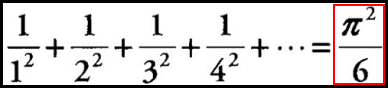 1/1² + 1/2² + 1/3² + 1/4² + ··· = π²/6